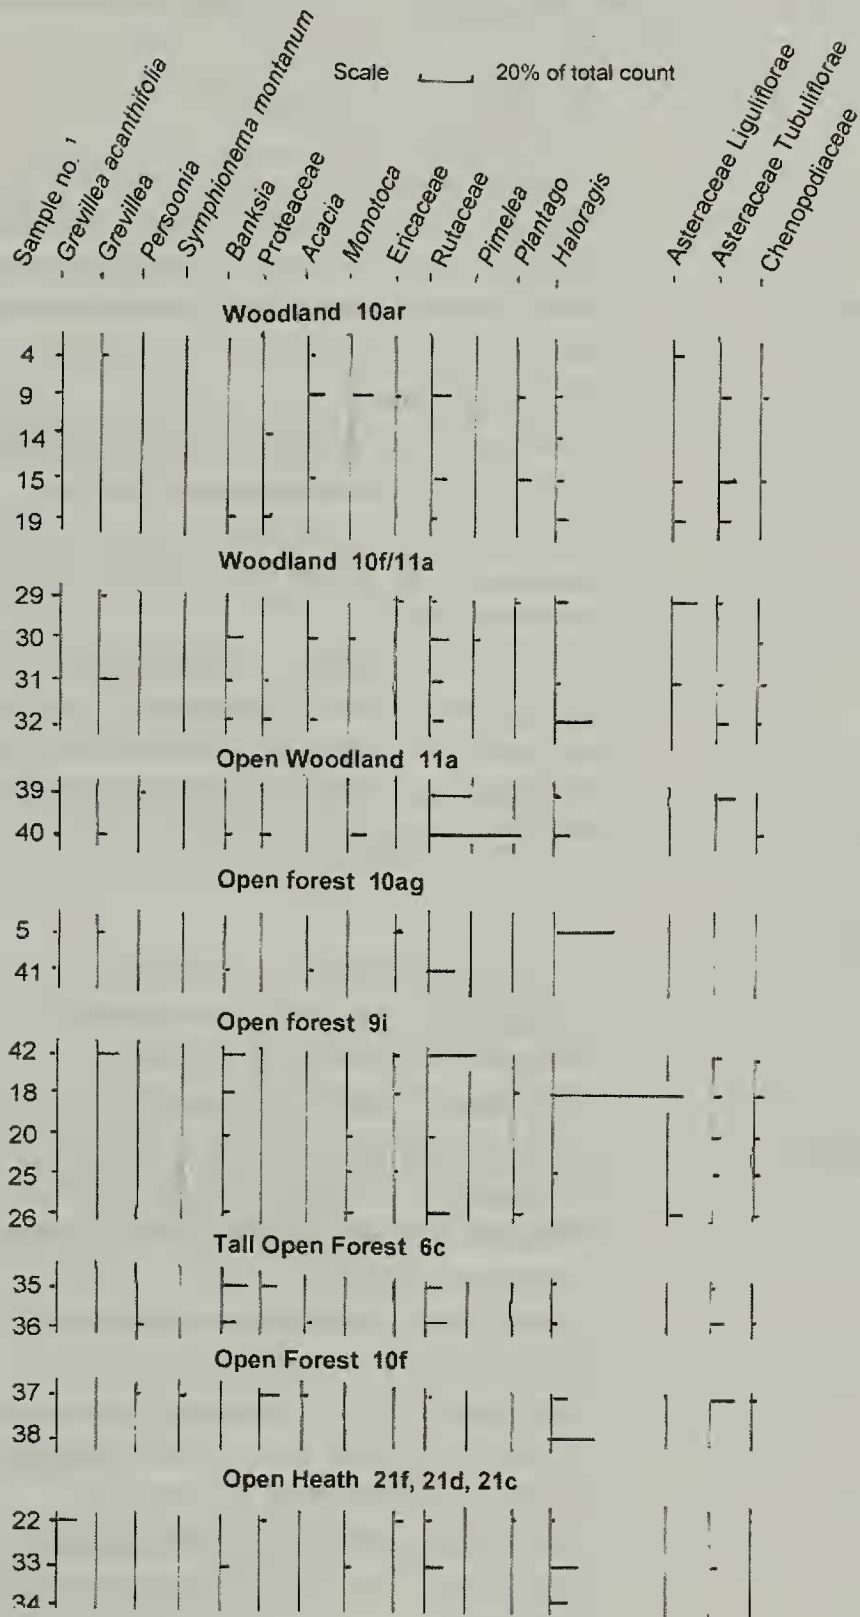 Scale 20% of total count
Sample no. 1
Grevillea acanthifolia
Grevillea
Persoonia
Symphionema montanum
Banksia
Proteaceae
Acacia
Monotoca
Ericaceae
Rutaceae
Pimelea
Plantago
Haloragis
Asteraceae Liguliflorae
Asteraceae Tubuliflorae
Chenopodiaceae
Woodland 10ar
4
9
14
15
19
Woodland 10f/11a
29
30
31
32
Open Woodland 11a
39
40
Open forest 10ag
5
41
Open forest 9i
42
18
20
25
26
Tall Open Forest 6c
35
36
Open Forest 10f
37
38
Open Heath 21f, 21d, 21c
22
33
34